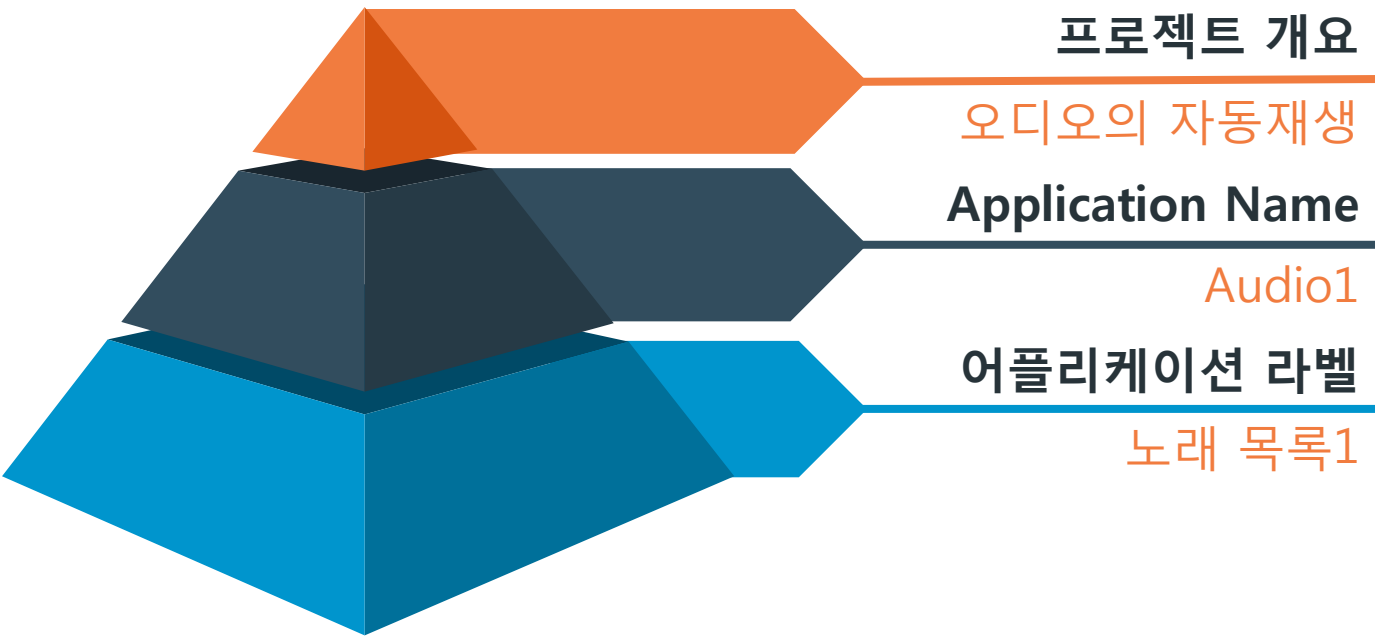 프로젝트 개요
오디오의 자동재생
Application Name
Audio1
어플리케이션 라벨
노래 목록1